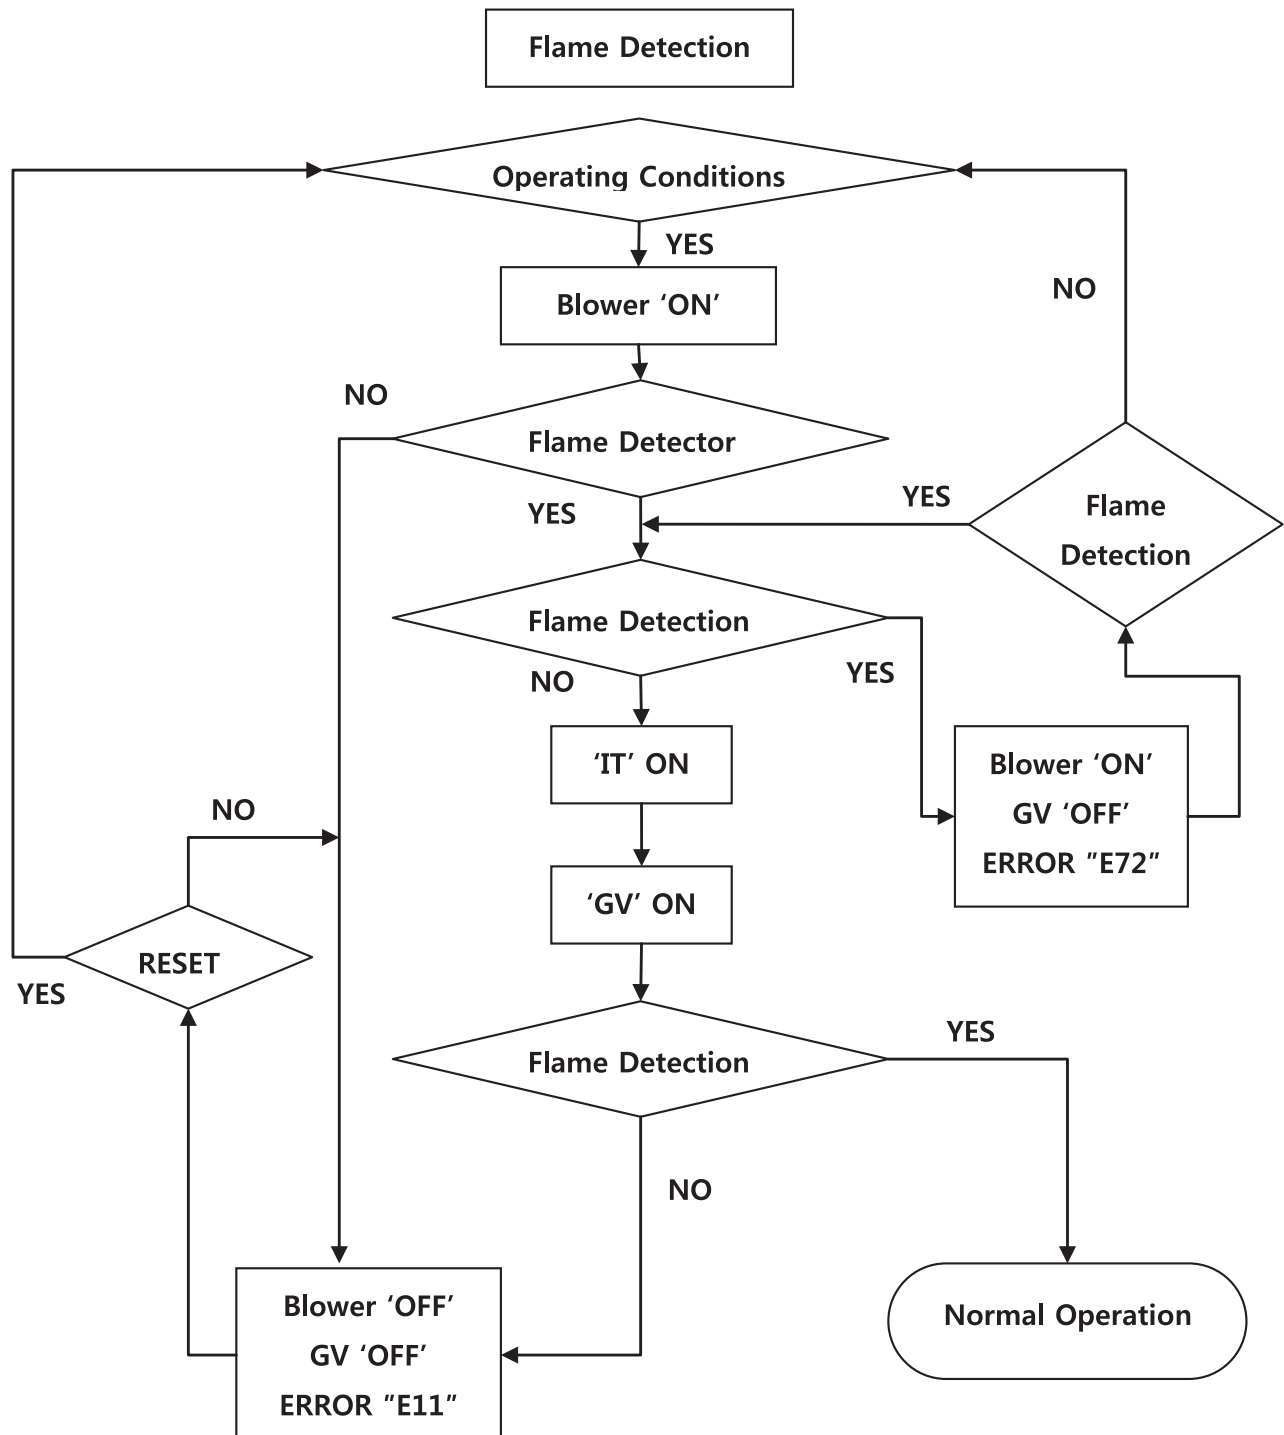 Flame Detection
Operating Conditions
YES
NO
Blower ‘ON’
NO
Flame Detector
YES
YES
Flame
Detection
Flame Detection
NO
YES
‘IT’ ON
Blower ‘ON’
GV ‘OFF’
ERROR ”E72”
NO
‘GV’ ON
RESET
YES
Flame Detection
YES
NO
Blower ‘OFF’
GV ‘OFF’
ERROR ”E11”
Normal Operation